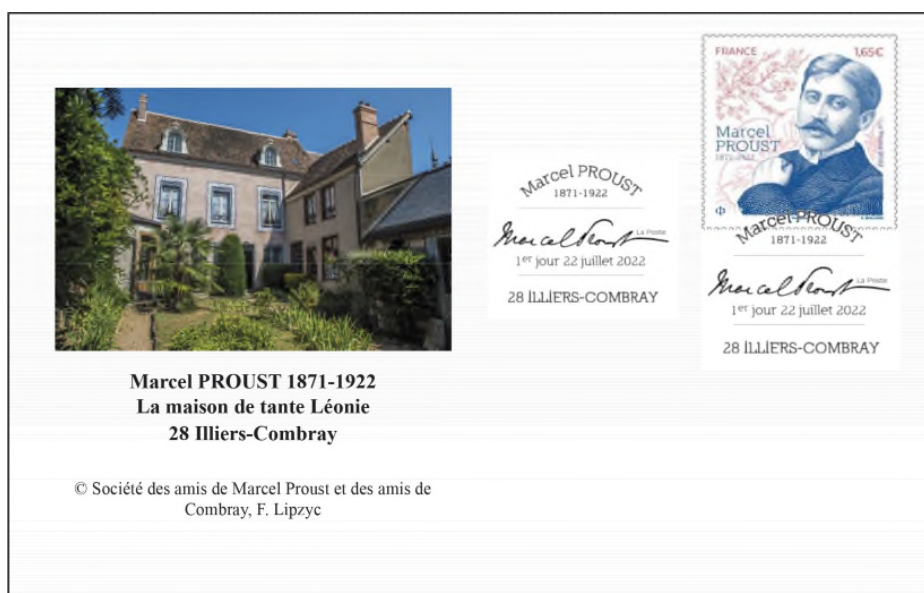 FRANCE 1,65€
Marcel
PROUST
1871-1922
Marcel PROUST
1871-1922
Marcel Proust
La Poste
1er jour 22 juillet 2022
28 ILLIERS-COMBRAY
Marcel PROUST
1871-1922
Marcel Proust
La Poste
1er jour 22 juillet 2022
28 ILLIERS-COMBRAY
Marcel PROUST 1871-1922
La maison de tante Léonie
28 Illiers-Combray
© Société des amis de Marcel Proust et des amis de
Combray, F. Lipzyc